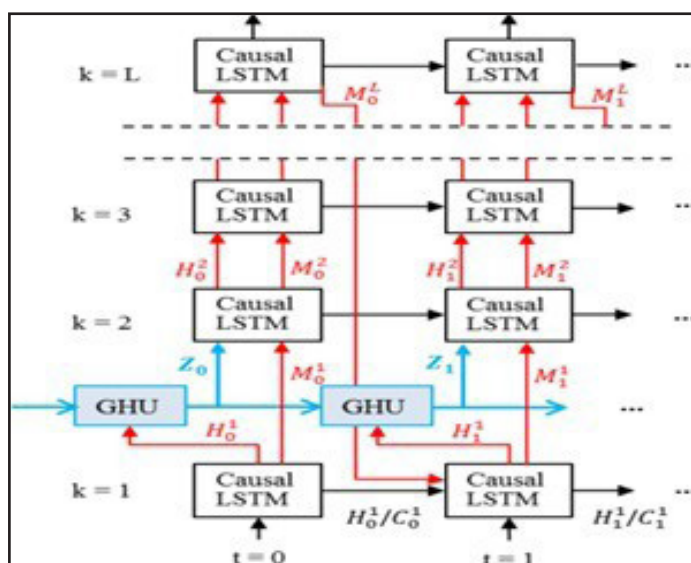 k = L Causal LSTM Causal LSTM ...
M_0^L M_1^L
k = 3 Causal LSTM Causal LSTM ...
H_0^2 M_0^2 H_1^2 M_1^2
k = 2 Causal LSTM Causal LSTM ...
Z_0 M_0^1 Z_1 M_1^1
GHU GHU ...
H_0^1 H_1^1
k = 1 Causal LSTM Causal LSTM ...
H_0^1/C_0^1 H_1^1/C_1^1
t = 0 t = 1